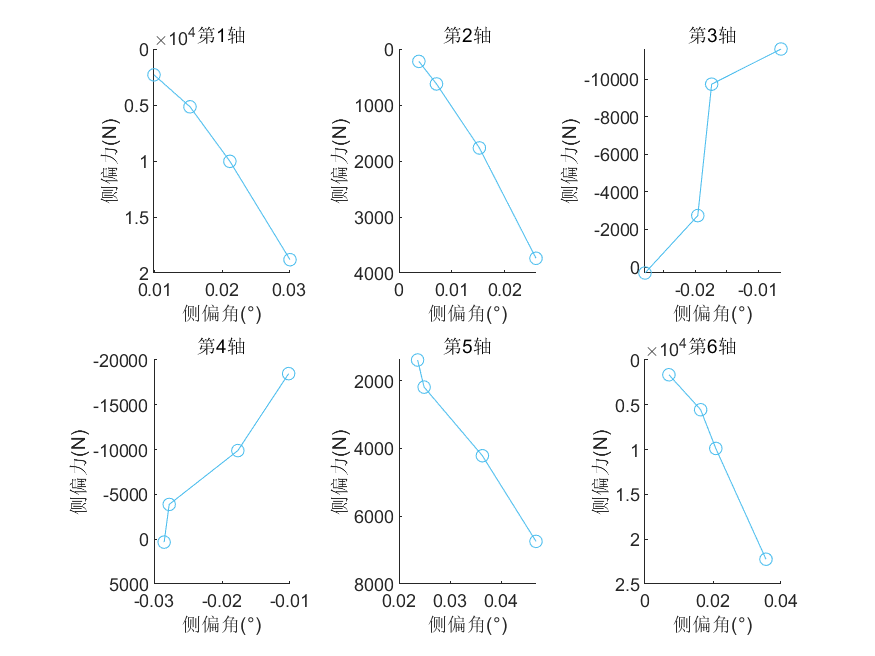 ×10⁴ 第1轴
0
0.5
1
1.5
2
侧偏力(N)
0.01 0.02 0.03
侧偏角(°)
第2轴
0
1000
2000
3000
4000
侧偏力(N)
0 0.01 0.02
侧偏角(°)
第3轴
-10000
-8000
-6000
-4000
-2000
0
侧偏力(N)
-0.02 -0.01
侧偏角(°)
第4轴
-20000
-15000
-10000
-5000
0
5000
侧偏力(N)
-0.03 -0.02 -0.01
侧偏角(°)
第5轴
2000
4000
6000
8000
侧偏力(N)
0.02 0.03 0.04
侧偏角(°)
×10⁴ 第6轴
0
0.5
1
1.5
2
2.5
侧偏力(N)
0 0.02 0.04
侧偏角(°)